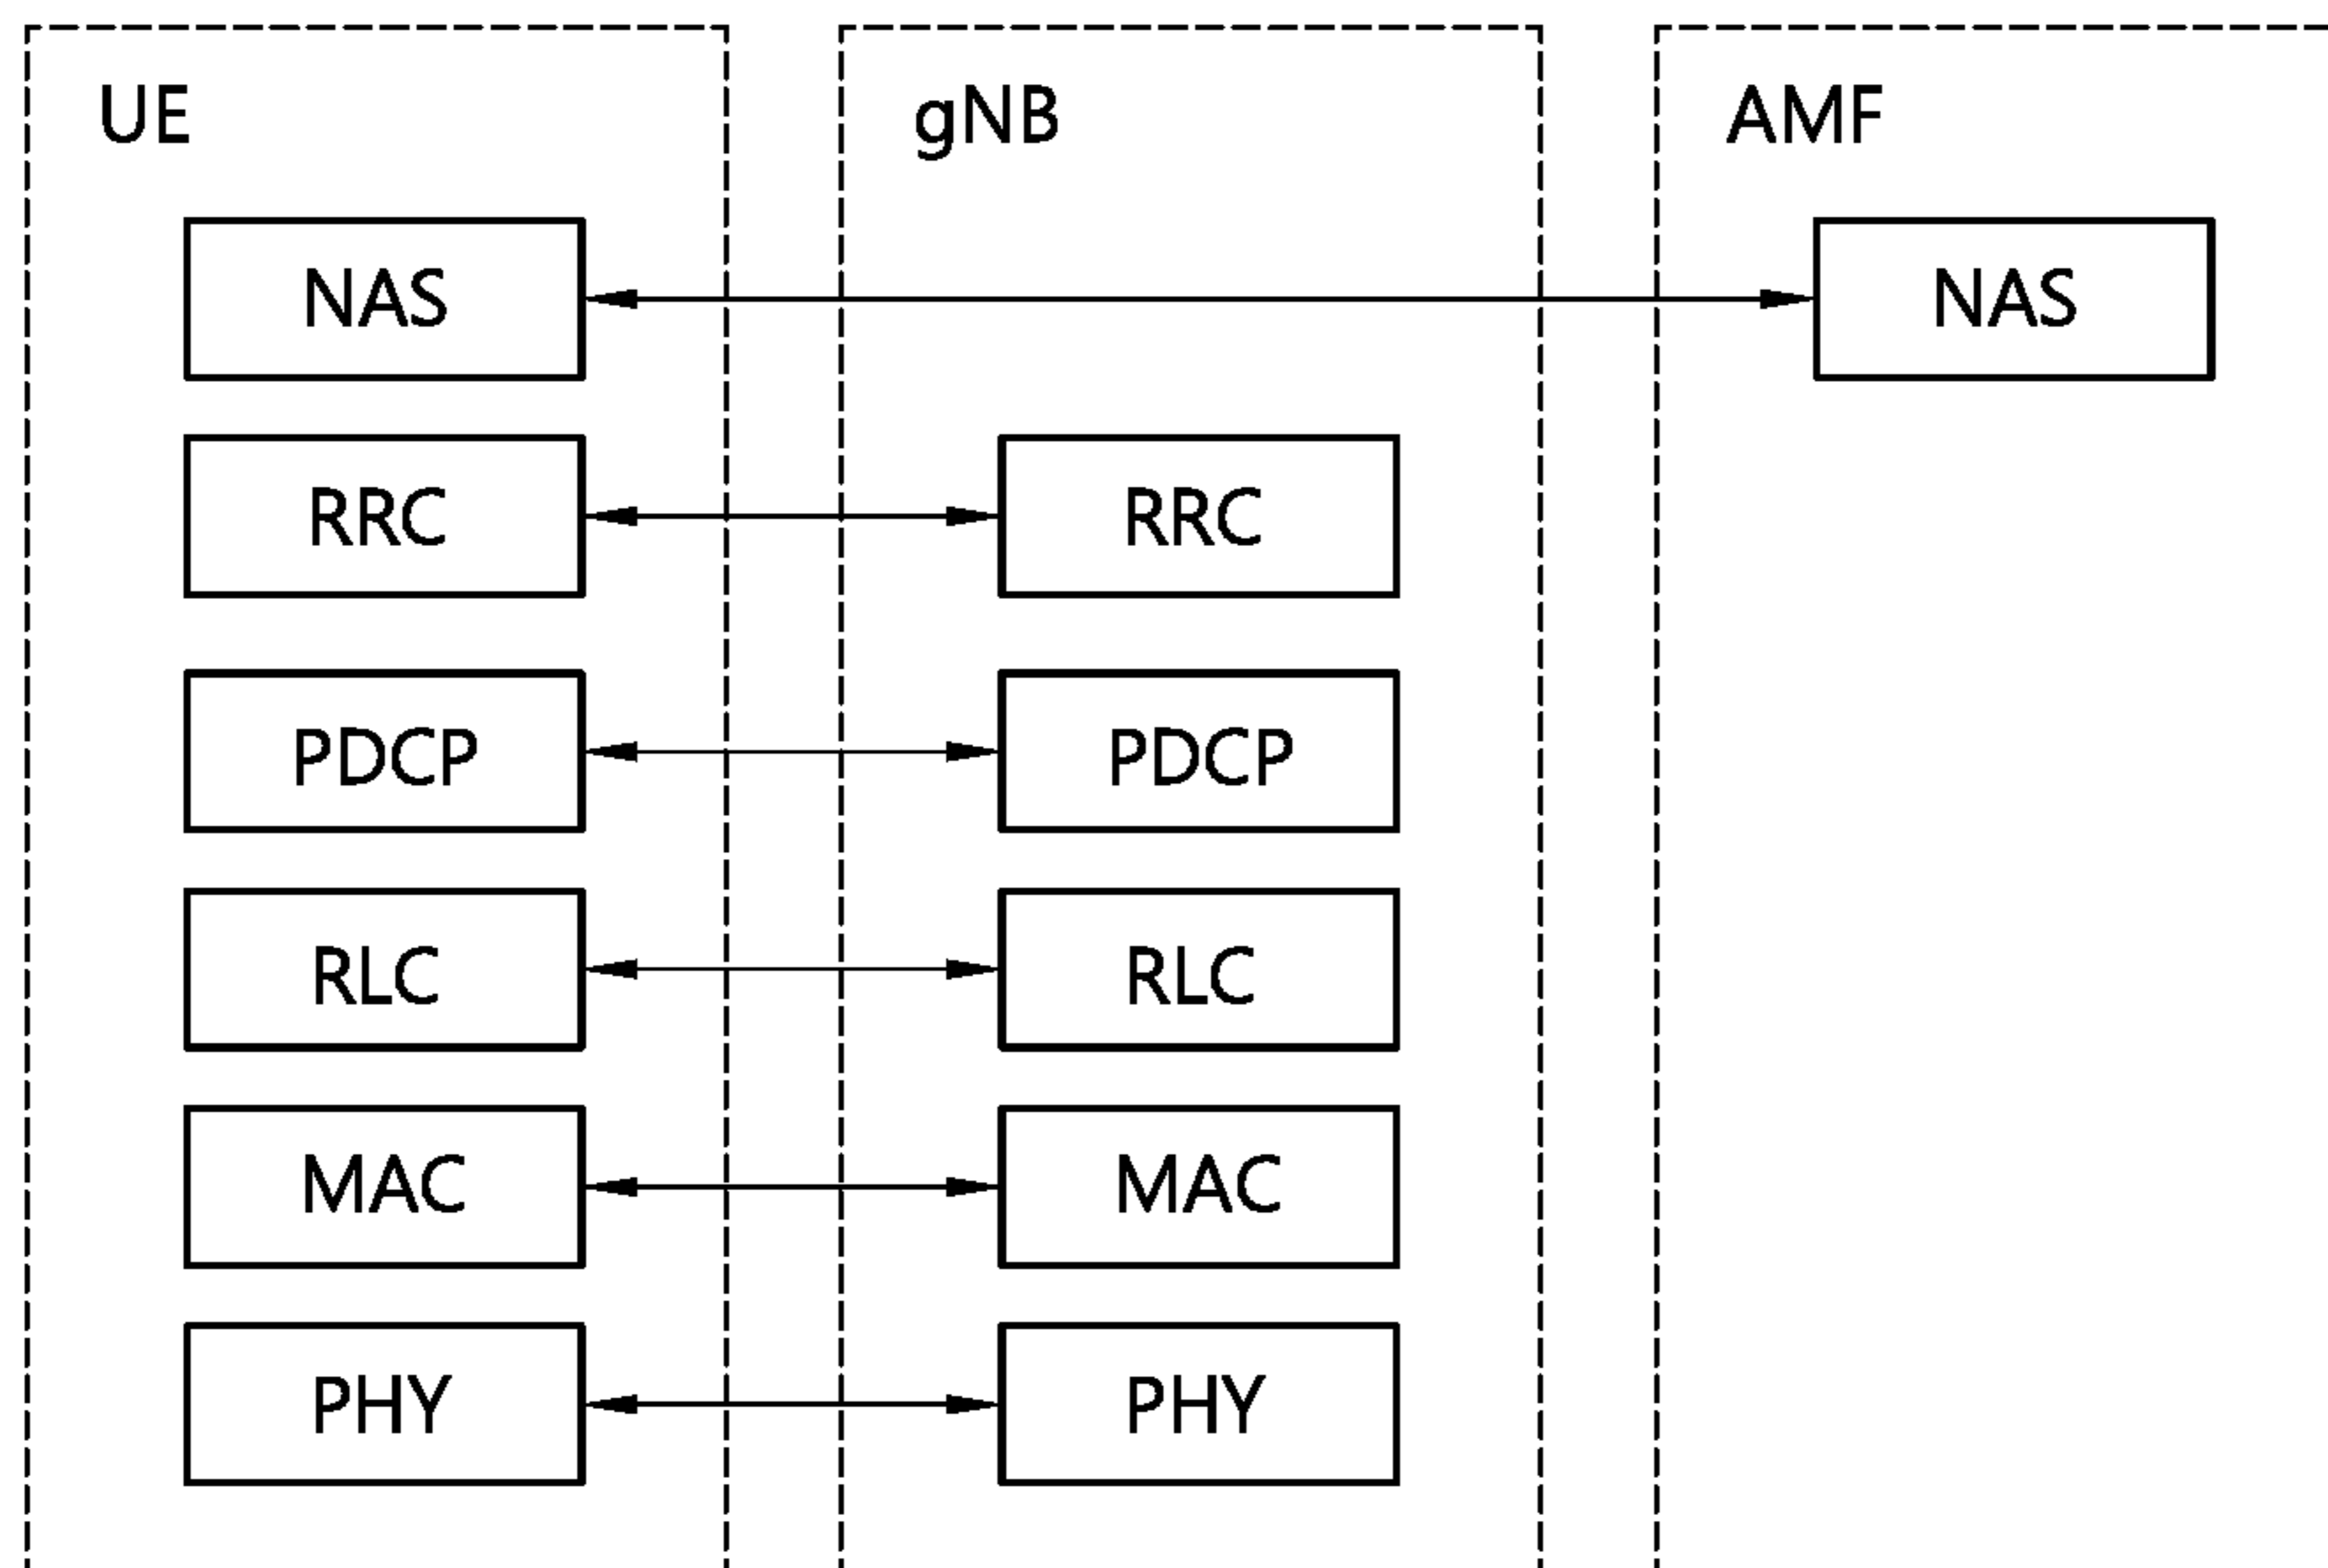 UE gNB AMF
NAS NAS
RRC RRC
PDCP PDCP
RLC RLC
MAC MAC
PHY PHY